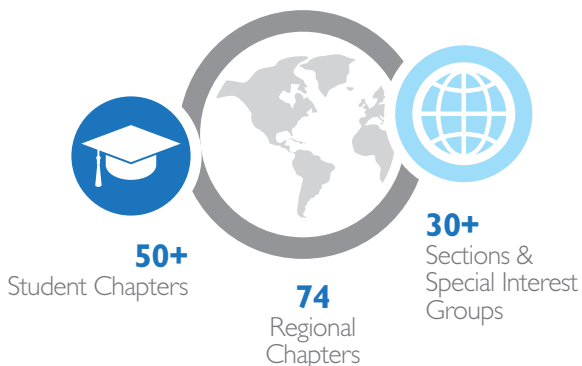 50+
Student Chapters
74
Regional
Chapters
30+
Sections &
Special Interest
Groups